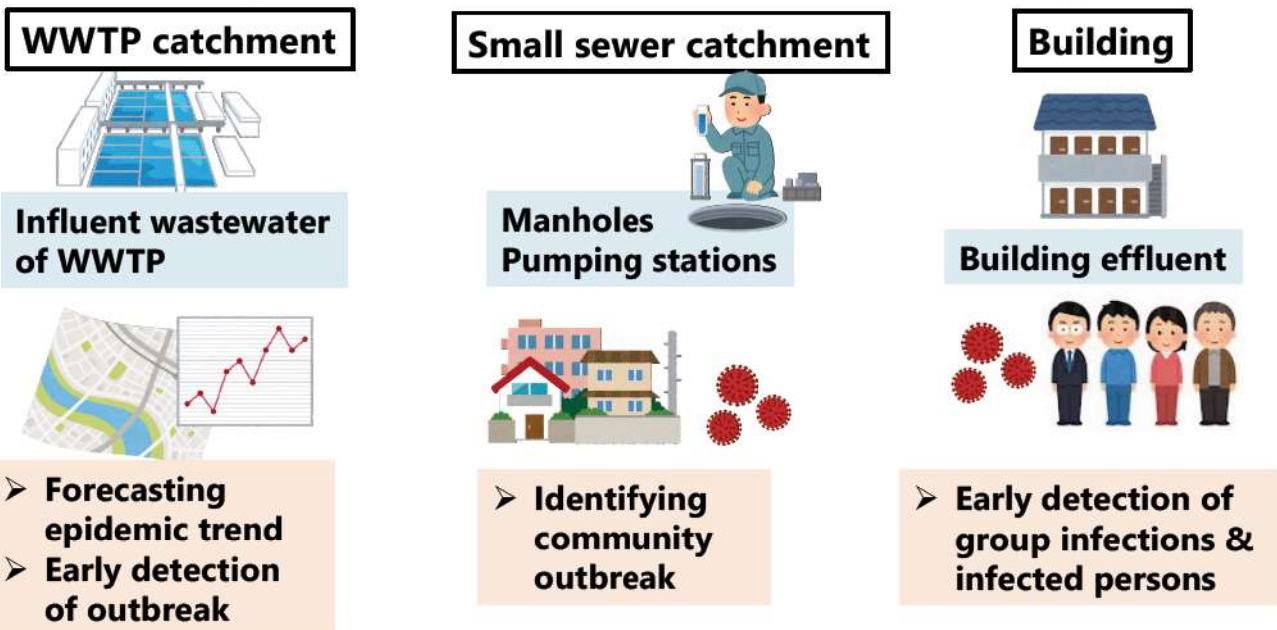 WWTP catchment
Influent wastewater
of WWTP
➢ Forecasting
epidemic trend
➢ Early detection
of outbreak
Small sewer catchment
Manholes
Pumping stations
➢ Identifying
community
outbreak
Building
Building effluent
➢ Early detection of
group infections &
infected persons